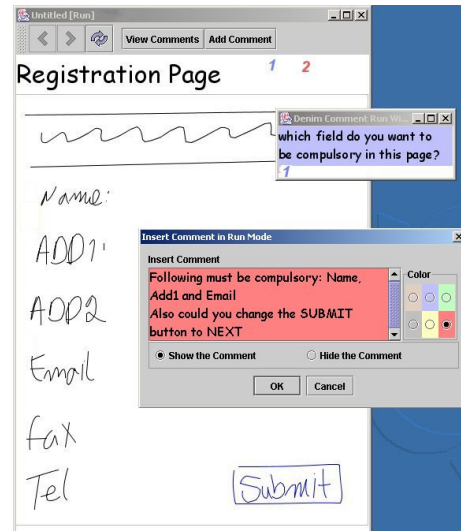 Untitled [Run]
View Comments Add Comment
Registration Page 1 2
Denim Comment Run Wi...
which field do you want to
be compulsory in this page?
1
Name:
Insert Comment in Run Mode
Insert Comment
Color
Following must be compulsory: Name,
Add1 and Email
Also could you change the SUBMIT
button to NEXT
Show the Comment Hide the Comment
OK Cancel
ADD1:
ADD2
Email
fax
Tel
Submit